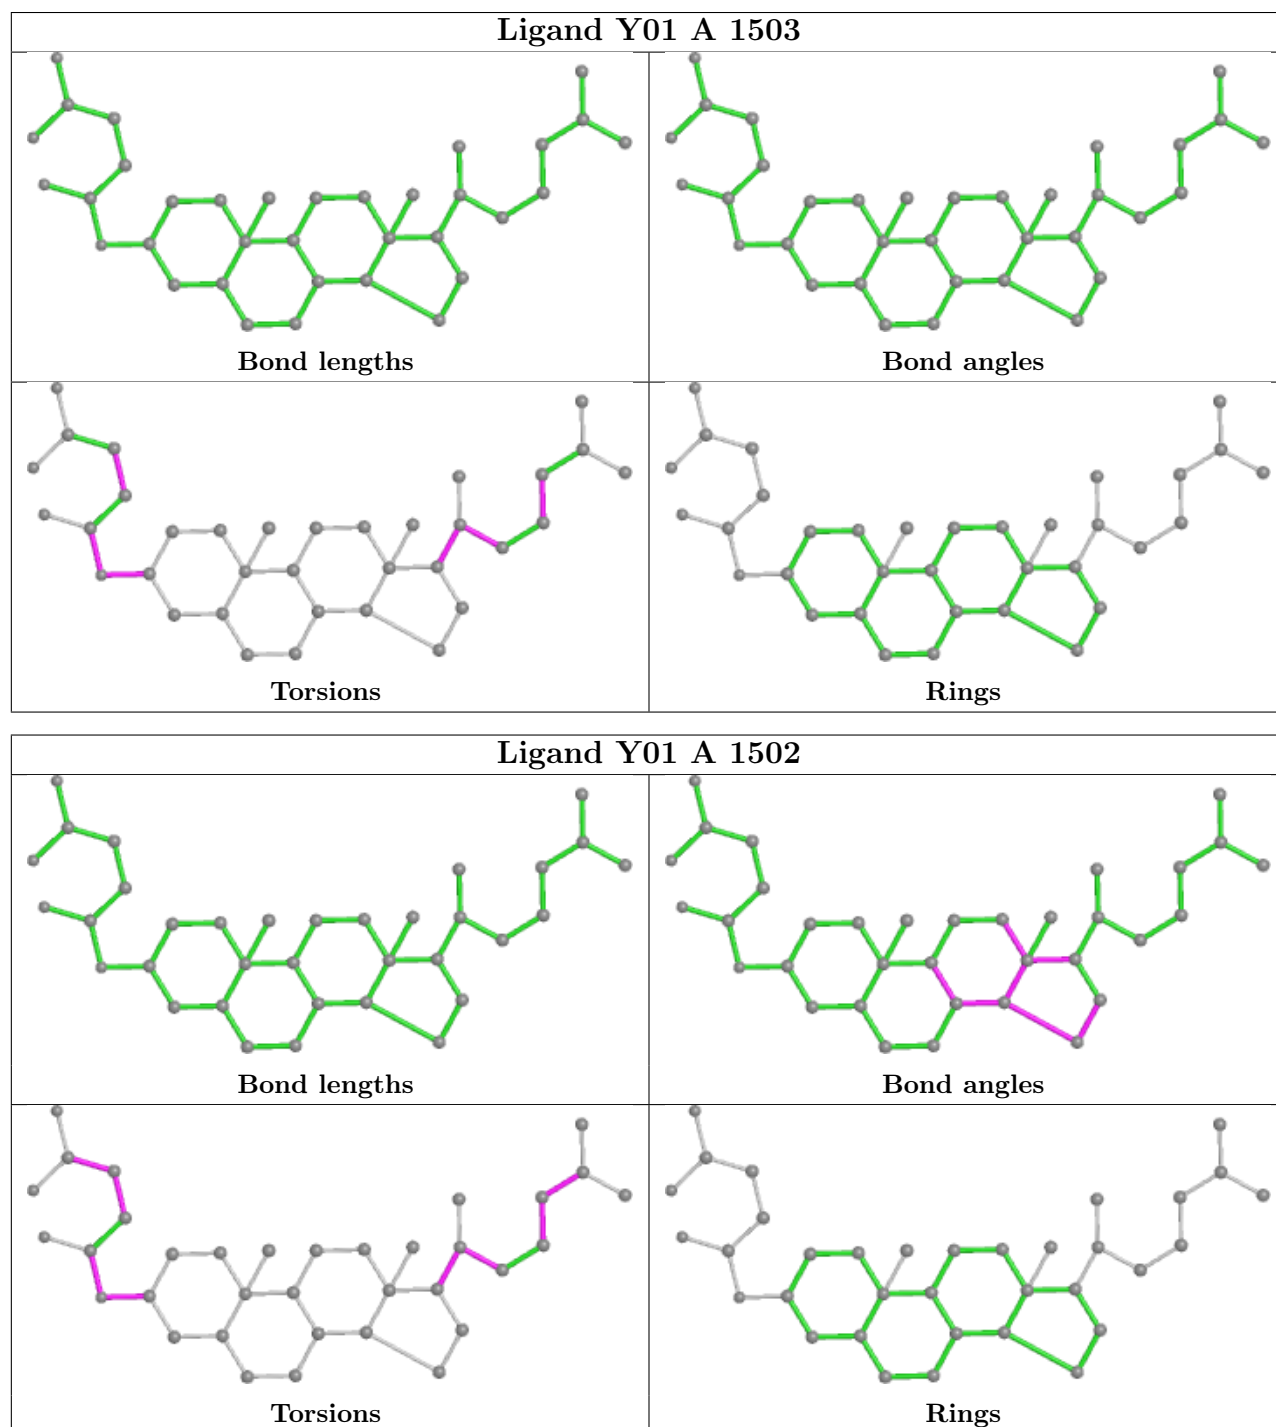 Ligand Y01 A 1503
Bond lengths
Bond angles
Torsions
Rings
Ligand Y01 A 1502
Bond lengths
Bond angles
Torsions
Rings